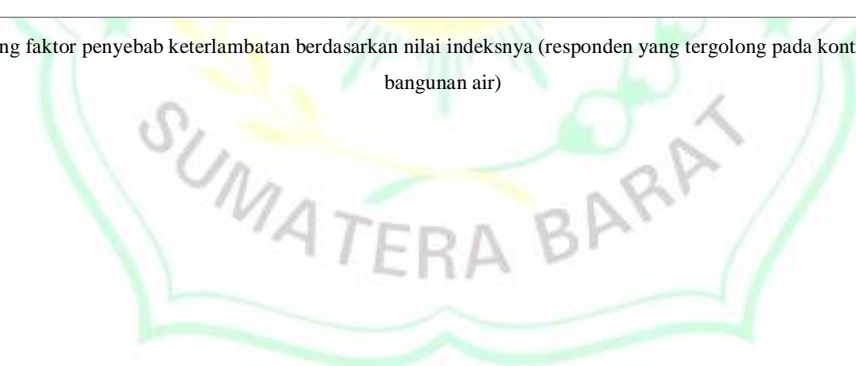 ng faktor penyebab keterlambatan berdasarkan nilai indeksnya (responden yang tergolong pada kont
bangunan air)
SUMATERA BARAT